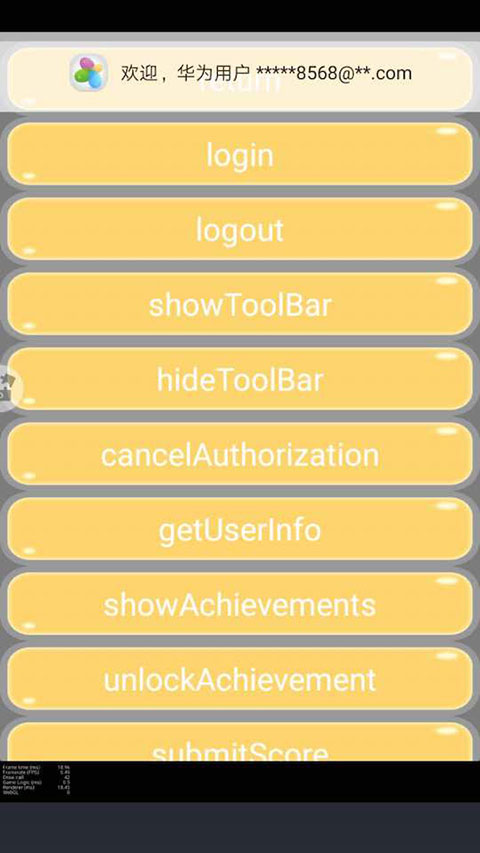 欢迎，华为用户 *****8568@**.com
return
login
logout
showToolBar
hideToolBar
cancelAuthorization
getUserInfo
showAchievements
unlockAchievement
submitScore
Frame time (ms) 18.96
Framerate (FPS) 5.45
Draw call 42
Game Logic (ms) 0.5
Renderer (ms) 18.45
WebGL 0